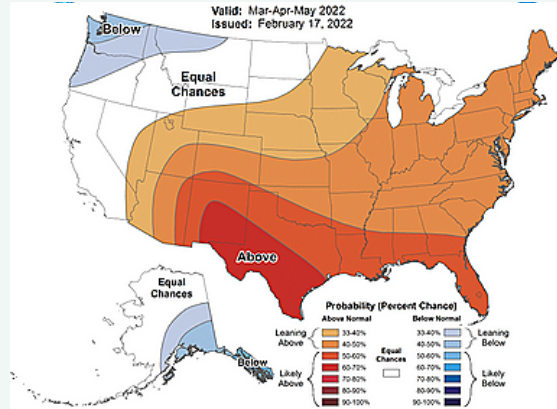 Valid: Mar-Apr-May 2022
Issued: February 17, 2022
Below
Equal
Chances
Above
Equal
Chances
Below
Probability (Percent Chance)
Above Normal
Below Normal
Leaning
Above
33-40%
40-50%
Likely
Above
50-60%
60-70%
70-80%
80-90%
90-100%
Equal
Chances
33-40%
40-50%
Leaning
Below
50-60%
60-70%
70-80%
80-90%
90-100%
Likely
Below